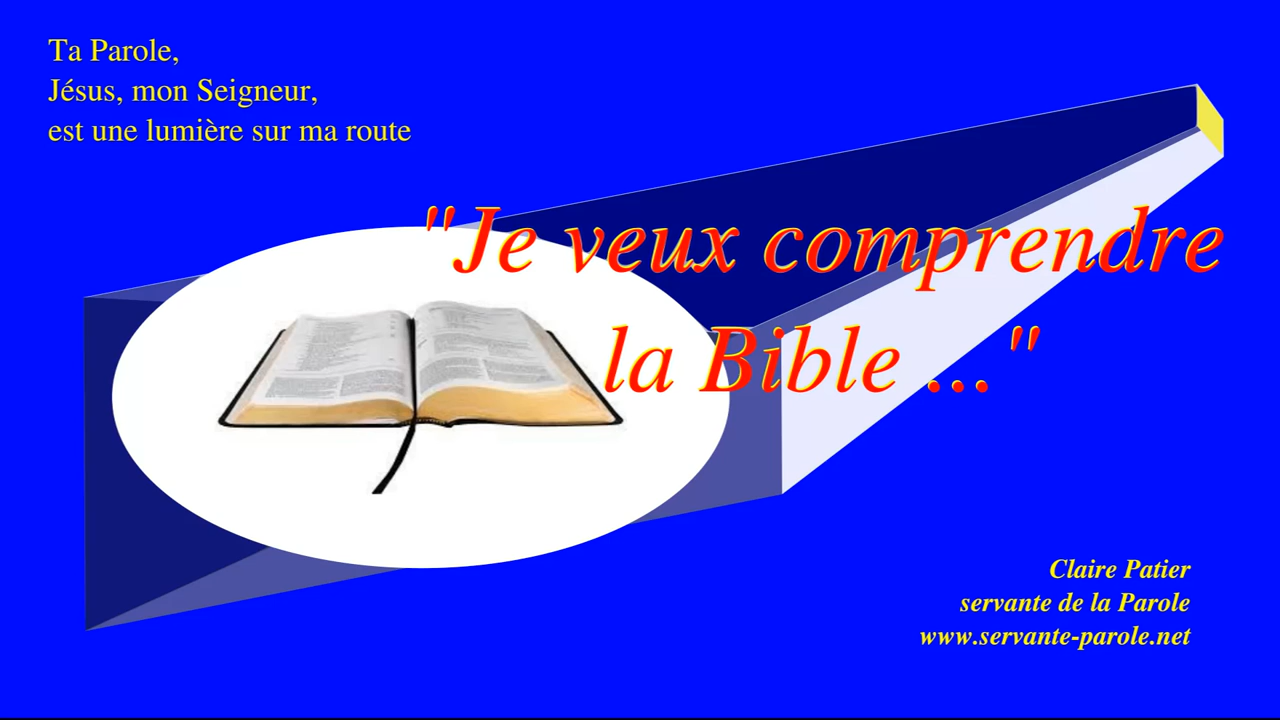 Ta Parole,
Jésus, mon Seigneur,
est une lumière sur ma route
"Je veux comprendre
la Bible ..."
Claire Patier
servante de la Parole
www.servante-parole.net